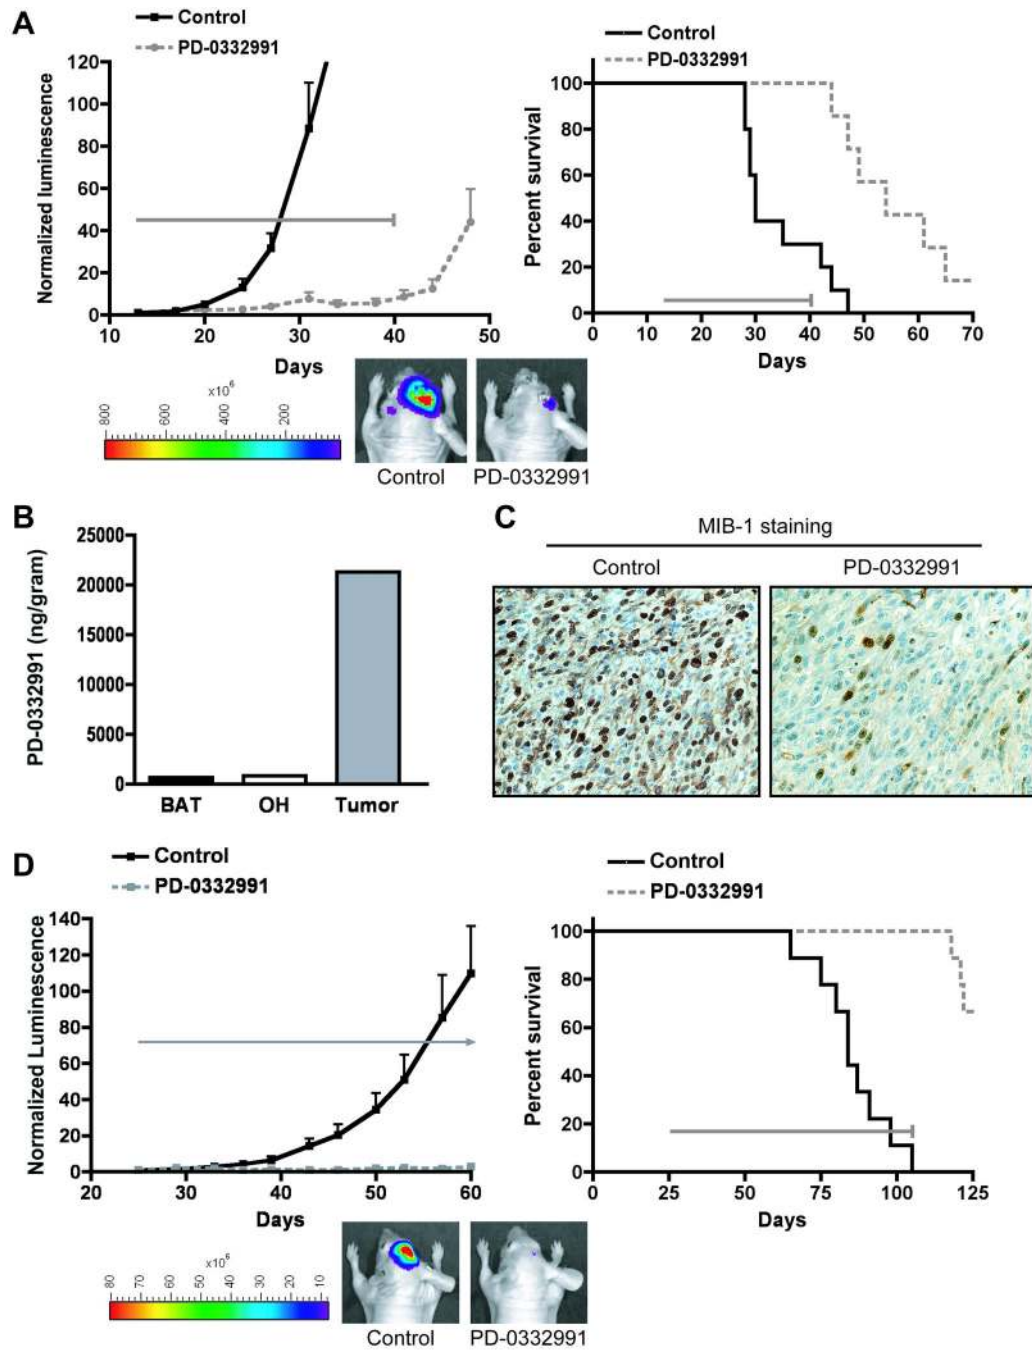 A
Control
PD-0332991
Normalized luminescence
120
100
80
60
40
20
0
10 20 30 40 50
Days
Control
PD-0332991
Percent survival
100
80
60
40
20
0
0 10 20 30 40 50 60 70
Days
x10⁶
800 600 400 200
Control PD-0332991
B
PD-0332991 (ng/gram)
25000
20000
15000
10000
5000
0
BAT OH Tumor
C
MIB-1 staining
Control PD-0332991
D
Control
PD-0332991
Normalized Luminescence
140
120
100
80
60
40
20
0
20 30 40 50 60
Days
Control
PD-0332991
Percent survival
100
80
60
40
20
0
0 25 50 75 100 125
Days
x10⁶
80 70 60 50 40 30 20 10
Control PD-0332991